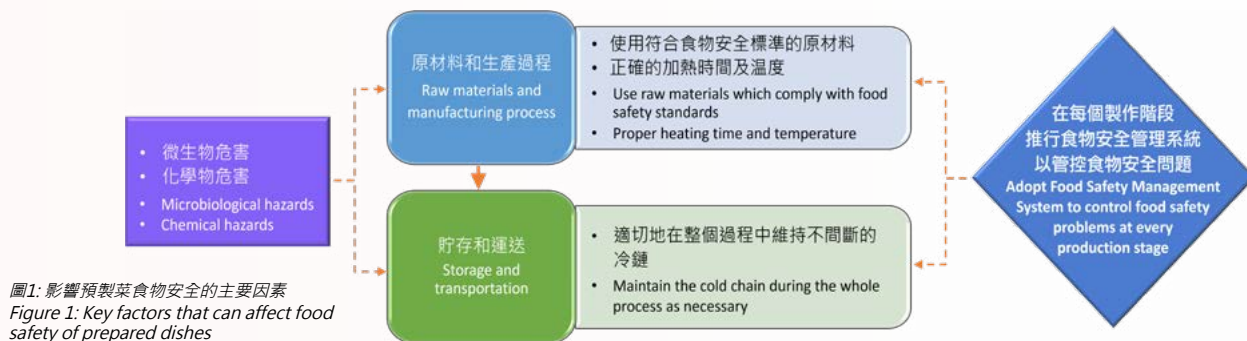 • 微生物危害
• 化學物危害
• Microbiological hazards
• Chemical hazards
原材料和生產過程
Raw materials and
manufacturing process
• 使用符合食物安全標準的原材料
• 正確的加熱時間及溫度
• Use raw materials which comply with food
safety standards
• Proper heating time and temperature
貯存和運送
Storage and
transportation
• 適切地在整個過程中維持不間斷的
冷鏈
• Maintain the cold chain during the whole
process as necessary
在每個製作階段
推行食物安全管理系統
以管控食物安全問題
Adopt Food Safety Management
System to control food safety
problems at every
production stage
圖1: 影響預製菜食物安全的主要因素
Figure 1: Key factors that can affect food
safety of prepared dishes